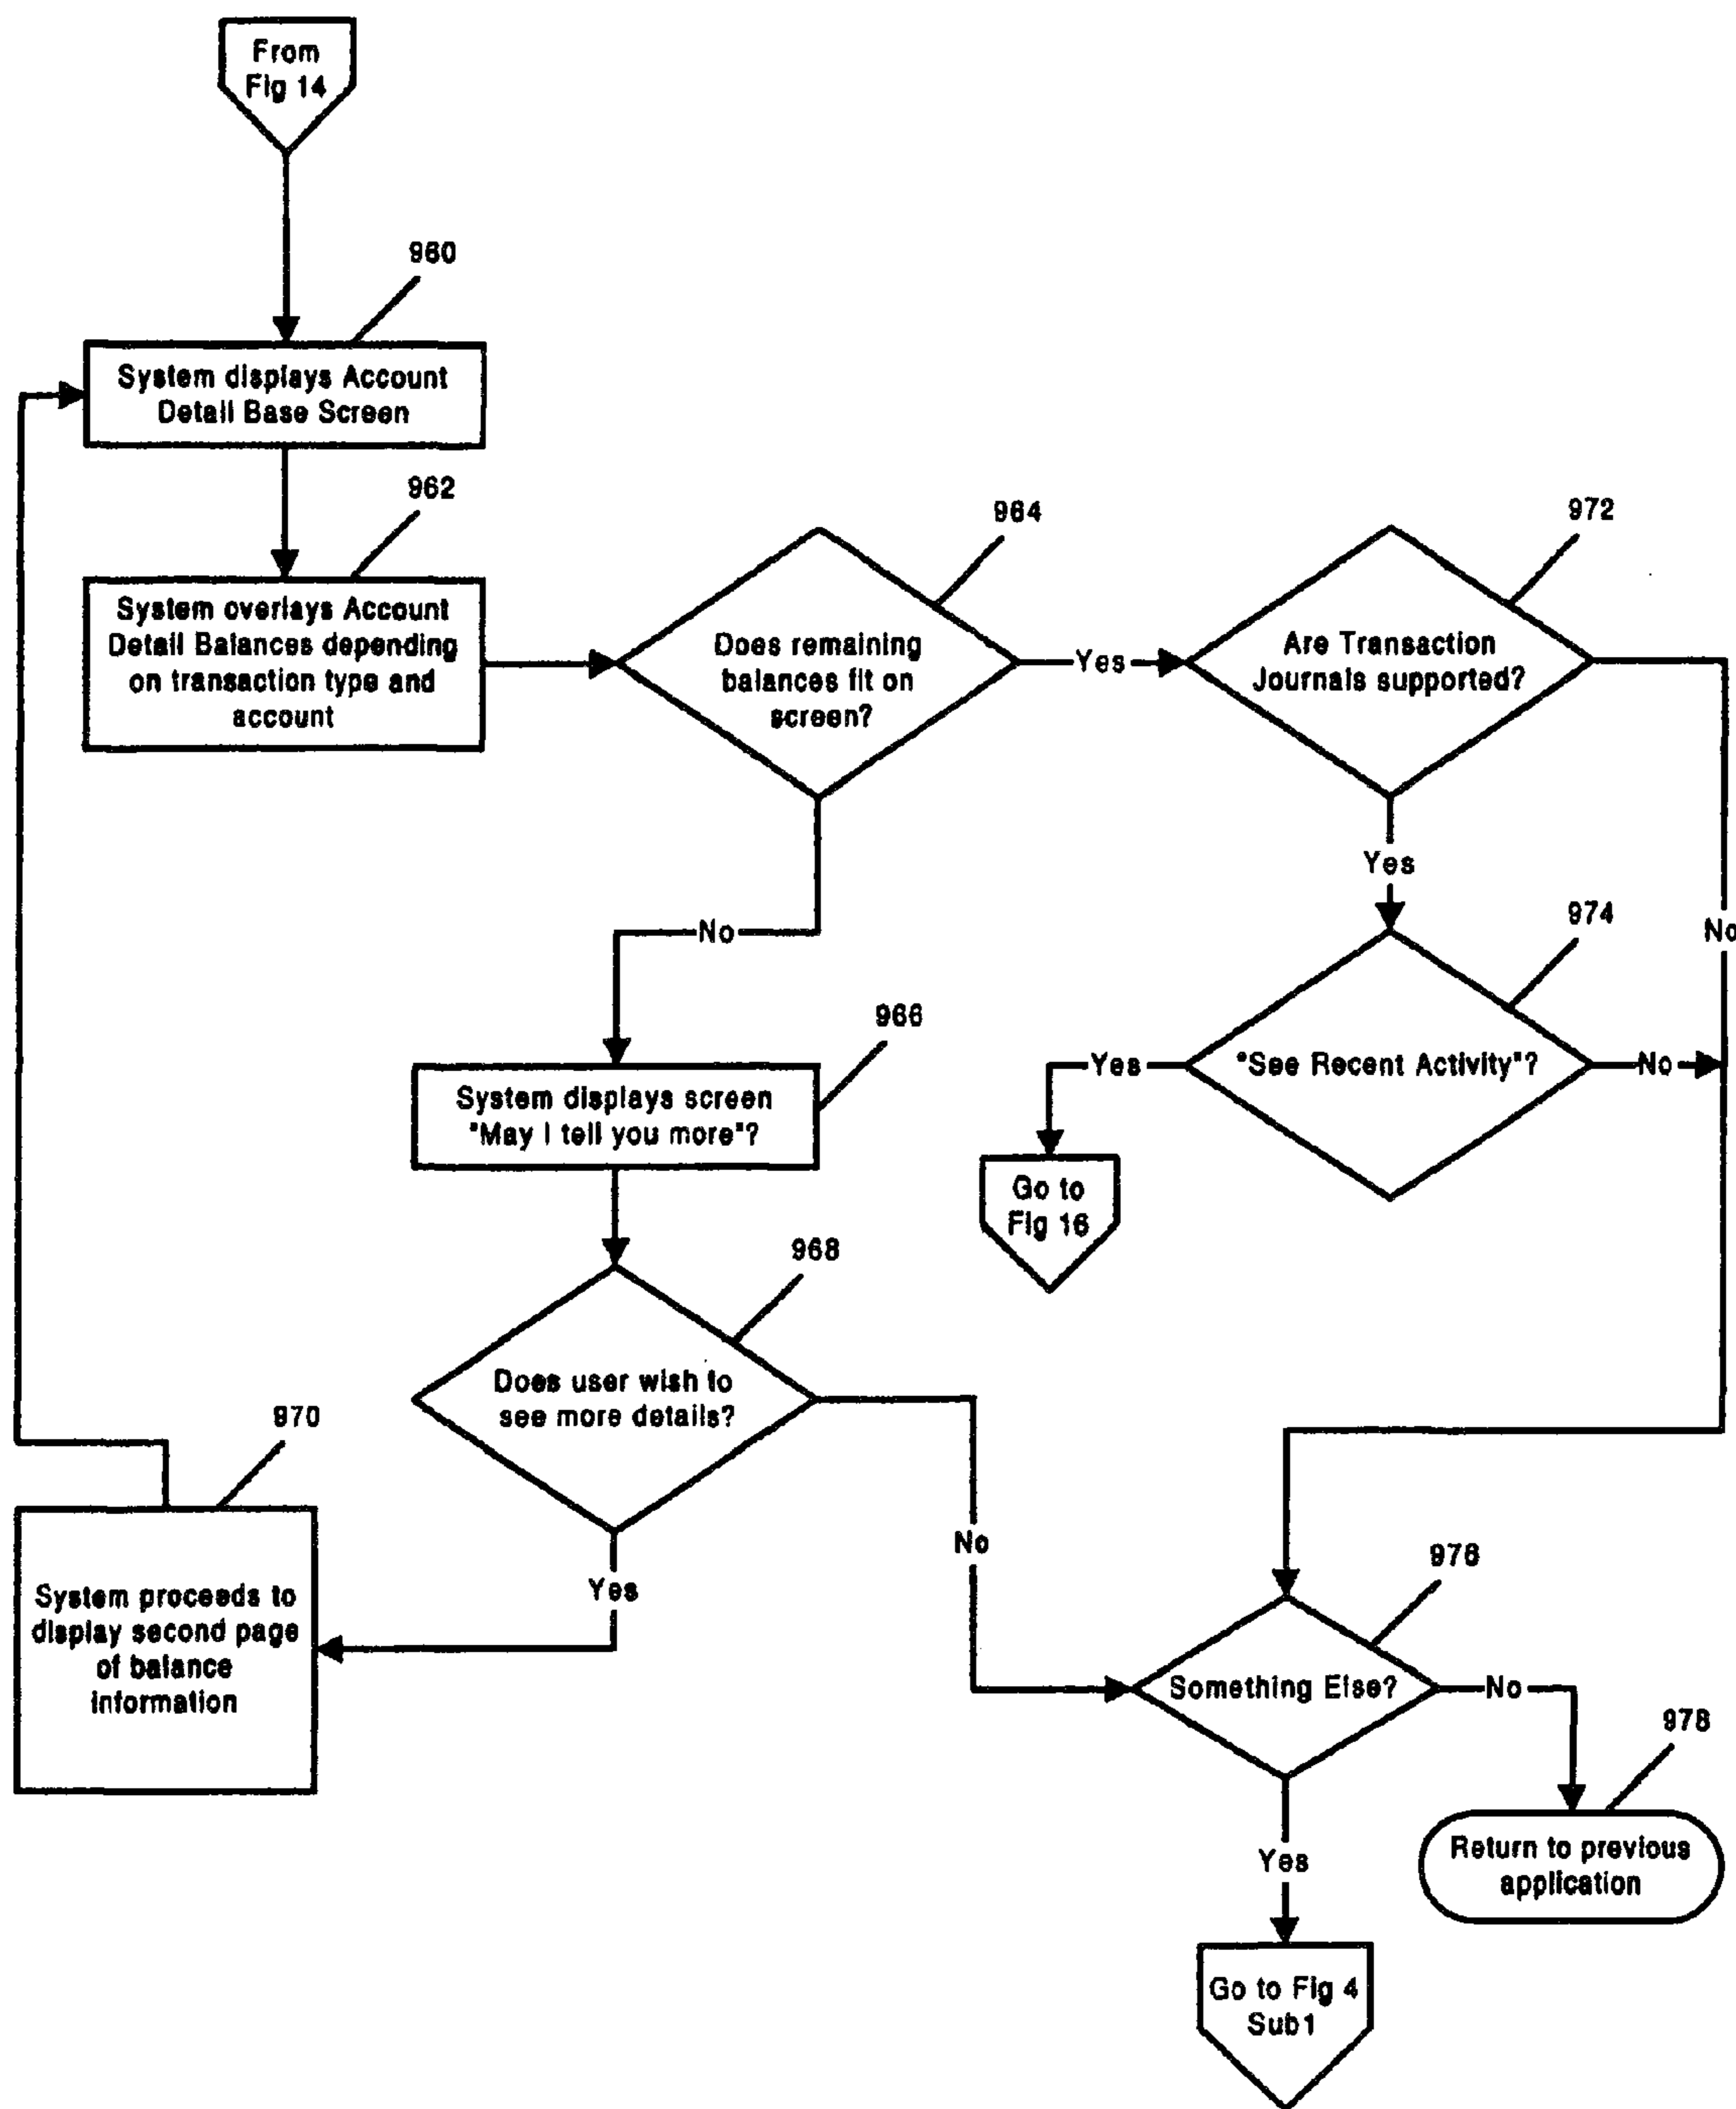 From
Fig 14
960
System displays Account
Detail Base Screen
962
System overlays Account
Detail Balances depending
on transaction type and
account
964
Does remaining
balances fit on
screen?
Yes
972
Are Transaction
Journals supported?
Yes
No
No
974
"See Recent Activity"?
Yes
No
966
System displays screen
"May I tell you more"?
Go to
Fig 16
968
Does user wish to
see more details?
970
No
Yes
System proceeds to
display second page
of balance
information
976
Something Else?
No
978
Return to previous
application
Yes
Go to Fig 4
Sub1